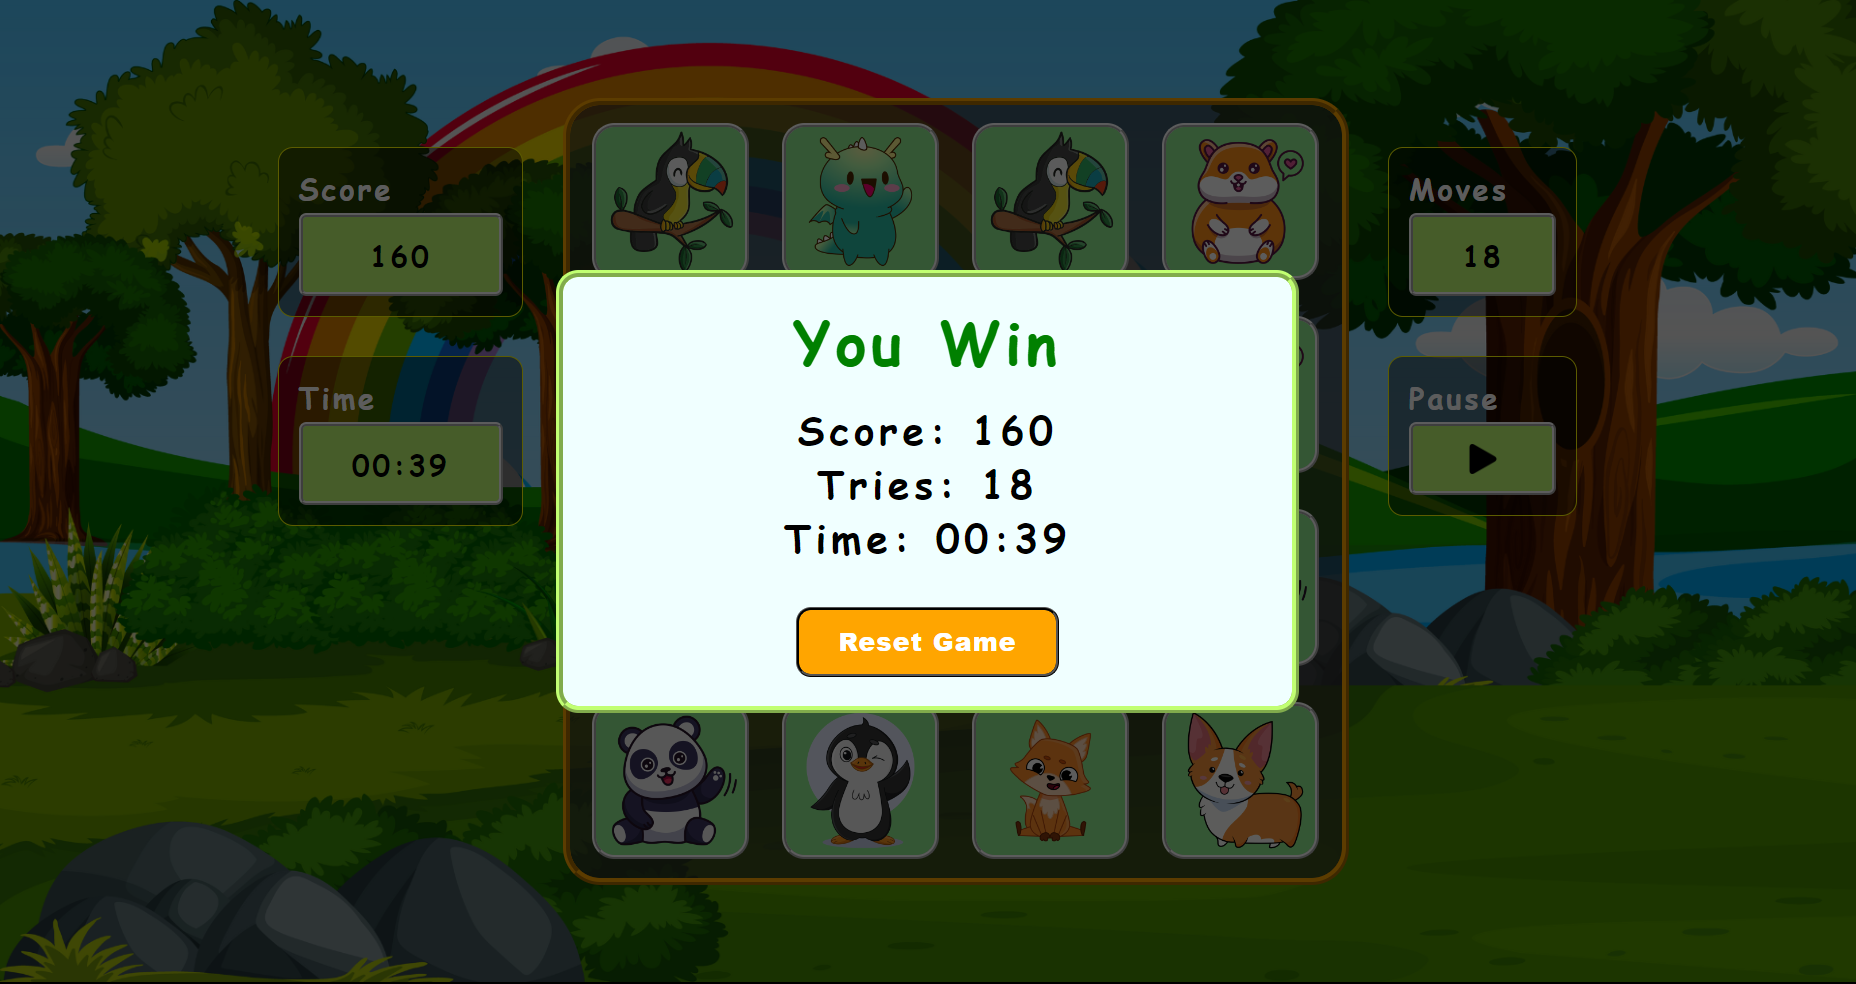 Score
160
Time
00:39
Moves
18
Pause
You Win
Score: 160
Tries: 18
Time: 00:39
Reset Game